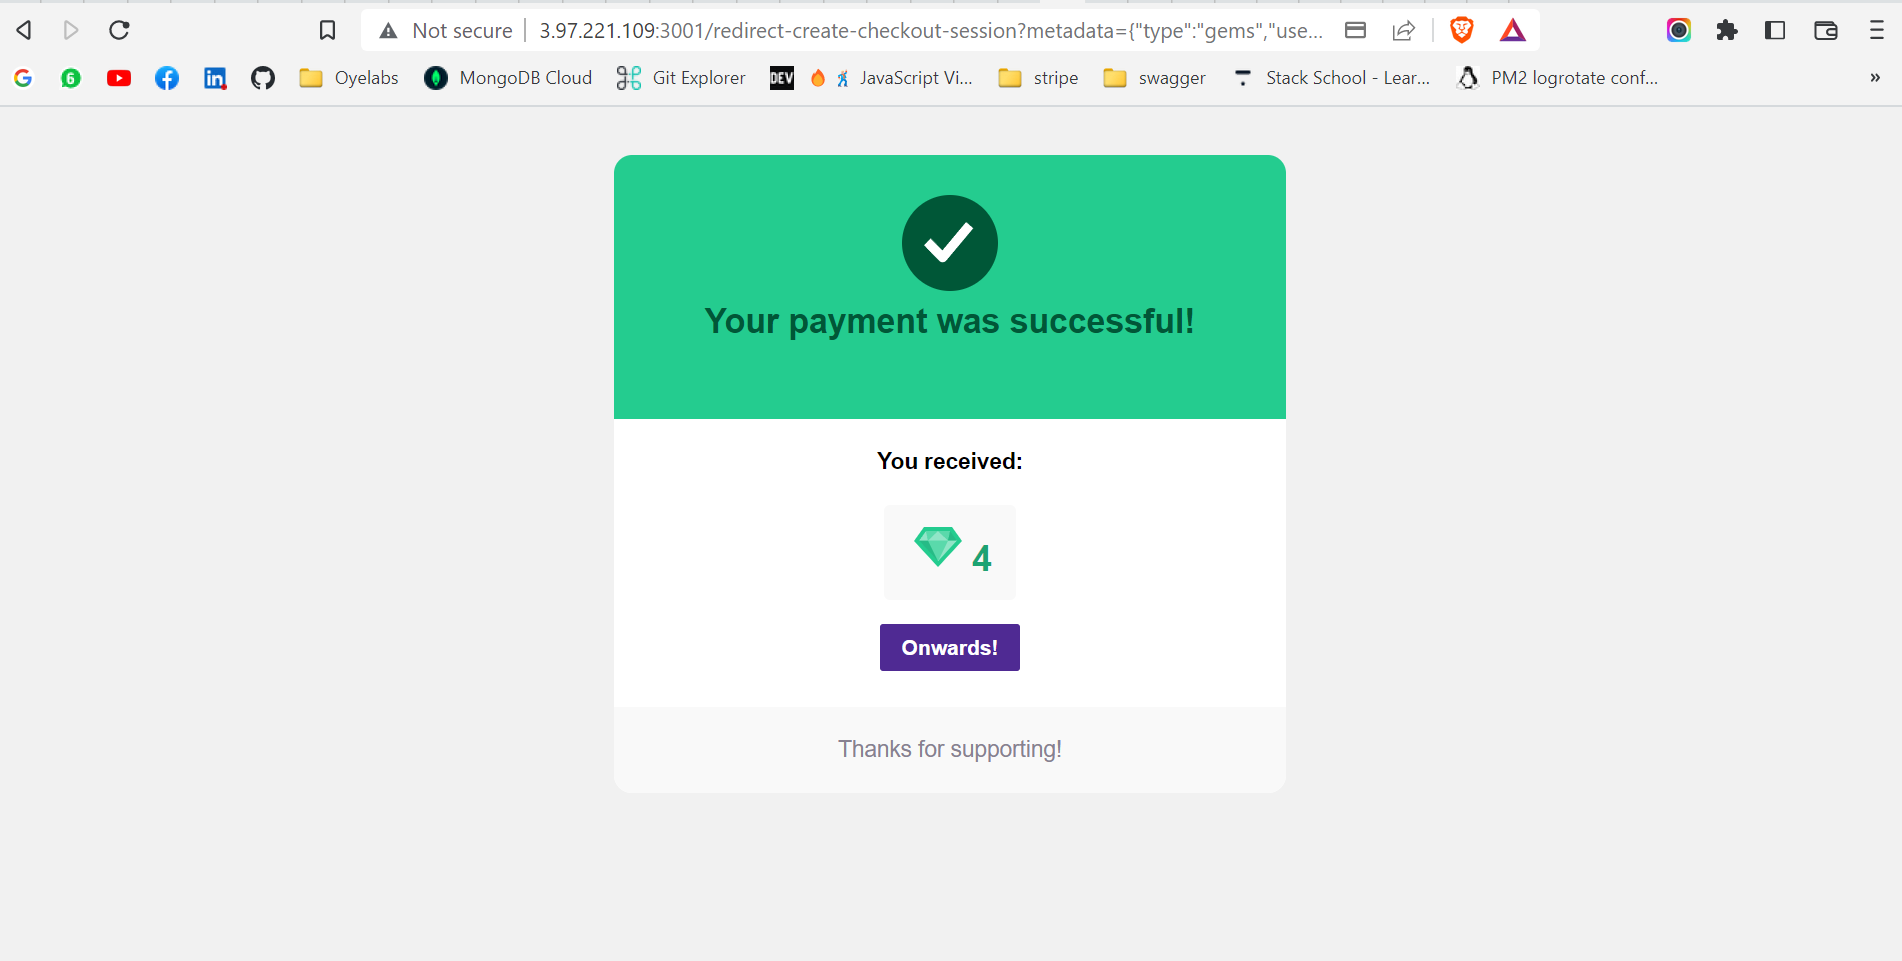 Not secure
3.97.221.109:3001/redirect-create-checkout-session?metadata={"type":"gems","use...
6
Oyelabs
MongoDB Cloud
Git Explorer
DEV
JavaScript Vi...
stripe
swagger
Stack School - Lear...
PM2 logrotate conf...
»
Your payment was successful!
You received:
4
Onwards!
Thanks for supporting!